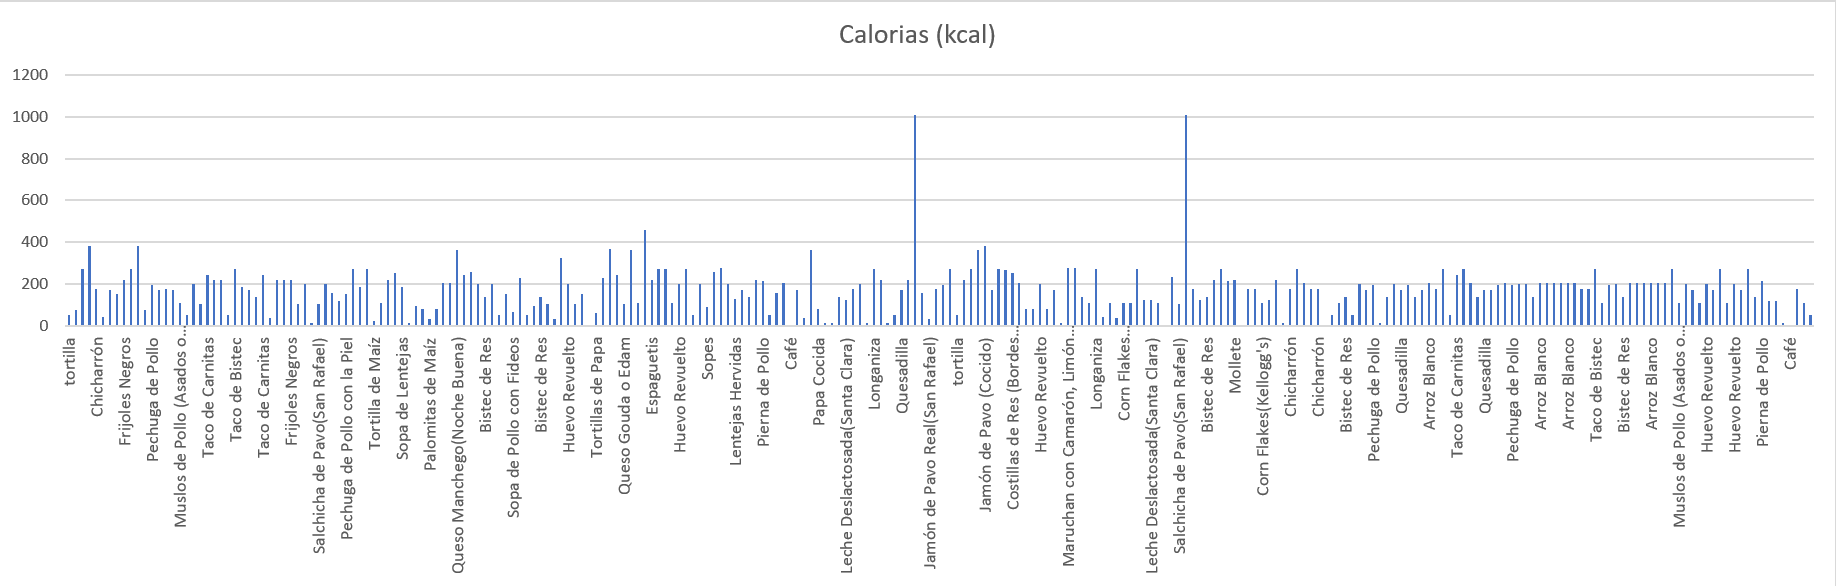 Calorias (kcal)
1200
1000
800
600
400
200
0
tortilla
Chicharrón
Frijoles Negros
Pechuga de Pollo
Muslos de Pollo (Asados o…
Taco de Carnitas
Taco de Bistec
Taco de Carnitas
Frijoles Negros
Salchicha de Pavo(San Rafael)
Pechuga de Pollo con la Piel
Tortilla de Maíz
Sopa de Lentejas
Palomitas de Maíz
Queso Manchego(Noche Buena)
Bistec de Res
Sopa de Pollo con Fideos
Bistec de Res
Huevo Revuelto
Tortillas de Papa
Queso Gouda o Edam
Espaguetis
Huevo Revuelto
Sopes
Lentejas Hervidas
Pierna de Pollo
Café
Papa Cocida
Leche Deslactosada(Santa Clara)
Longaniza
Quesadilla
Jamón de Pavo Real(San Rafael)
tortilla
Jamón de Pavo (Cocido)
Costillas de Res (Bordes…
Huevo Revuelto
Maruchan con Camarón, Limón…
Longaniza
Corn Flakes…
Leche Deslactosada(Santa Clara)
Salchicha de Pavo(San Rafael)
Bistec de Res
Mollete
Corn Flakes(Kellogg's)
Chicharrón
Chicharrón
Bistec de Res
Pechuga de Pollo
Quesadilla
Arroz Blanco
Taco de Carnitas
Quesadilla
Pechuga de Pollo
Arroz Blanco
Arroz Blanco
Taco de Bistec
Bistec de Res
Arroz Blanco
Muslos de Pollo (Asados o…
Huevo Revuelto
Huevo Revuelto
Pierna de Pollo
Café